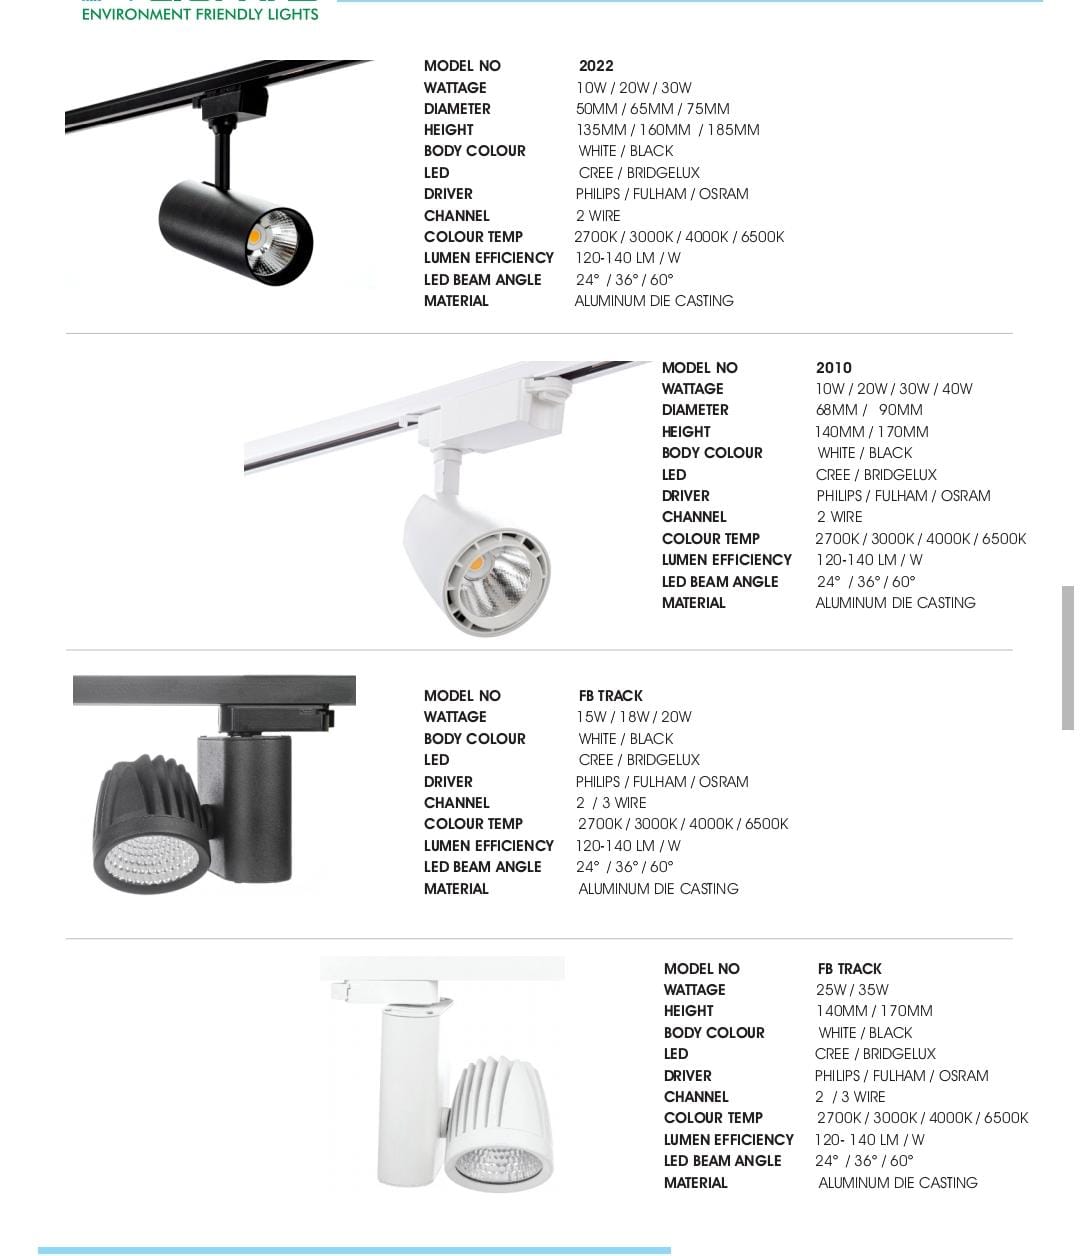 ENVIRONMENT FRIENDLY LIGHTS
MODEL NO 2022
WATTAGE 10W / 20W / 30W
DIAMETER 50MM / 65MM / 75MM
HEIGHT 135MM / 160MM / 185MM
BODY COLOUR WHITE / BLACK
LED CREE / BRIDGELUX
DRIVER PHILIPS / FULHAM / OSRAM
CHANNEL 2 WIRE
COLOUR TEMP 2700K / 3000K / 4000K / 6500K
LUMEN EFFICIENCY 120-140 LM / W
LED BEAM ANGLE 24° / 36° / 60°
MATERIAL ALUMINUM DIE CASTING
MODEL NO 2010
WATTAGE 10W / 20W / 30W / 40W
DIAMETER 68MM / 90MM
HEIGHT 140MM / 170MM
BODY COLOUR WHITE / BLACK
LED CREE / BRIDGELUX
DRIVER PHILIPS / FULHAM / OSRAM
CHANNEL 2 WIRE
COLOUR TEMP 2700K / 3000K / 4000K / 6500K
LUMEN EFFICIENCY 120-140 LM / W
LED BEAM ANGLE 24° / 36° / 60°
MATERIAL ALUMINUM DIE CASTING
MODEL NO FB TRACK
WATTAGE 15W / 18W / 20W
BODY COLOUR WHITE / BLACK
LED CREE / BRIDGELUX
DRIVER PHILIPS / FULHAM / OSRAM
CHANNEL 2 / 3 WIRE
COLOUR TEMP 2700K / 3000K / 4000K / 6500K
LUMEN EFFICIENCY 120-140 LM / W
LED BEAM ANGLE 24° / 36° / 60°
MATERIAL ALUMINUM DIE CASTING
MODEL NO FB TRACK
WATTAGE 25W / 35W
HEIGHT 140MM / 170MM
BODY COLOUR WHITE / BLACK
LED CREE / BRIDGELUX
DRIVER PHILIPS / FULHAM / OSRAM
CHANNEL 2 / 3 WIRE
COLOUR TEMP 2700K / 3000K / 4000K / 6500K
LUMEN EFFICIENCY 120- 140 LM / W
LED BEAM ANGLE 24° / 36° / 60°
MATERIAL ALUMINUM DIE CASTING